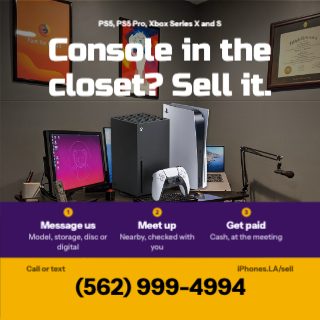 PS5, PS5 Pro, Xbox Series X and S
Console in the
closet? Sell it.
1
2
3
Message us
Meet up
Get paid
Model, storage, disc or
digital
Nearby, checked with
you
Cash, at the meeting
Call or text
iPhones.LA/sell
(562) 999-4994